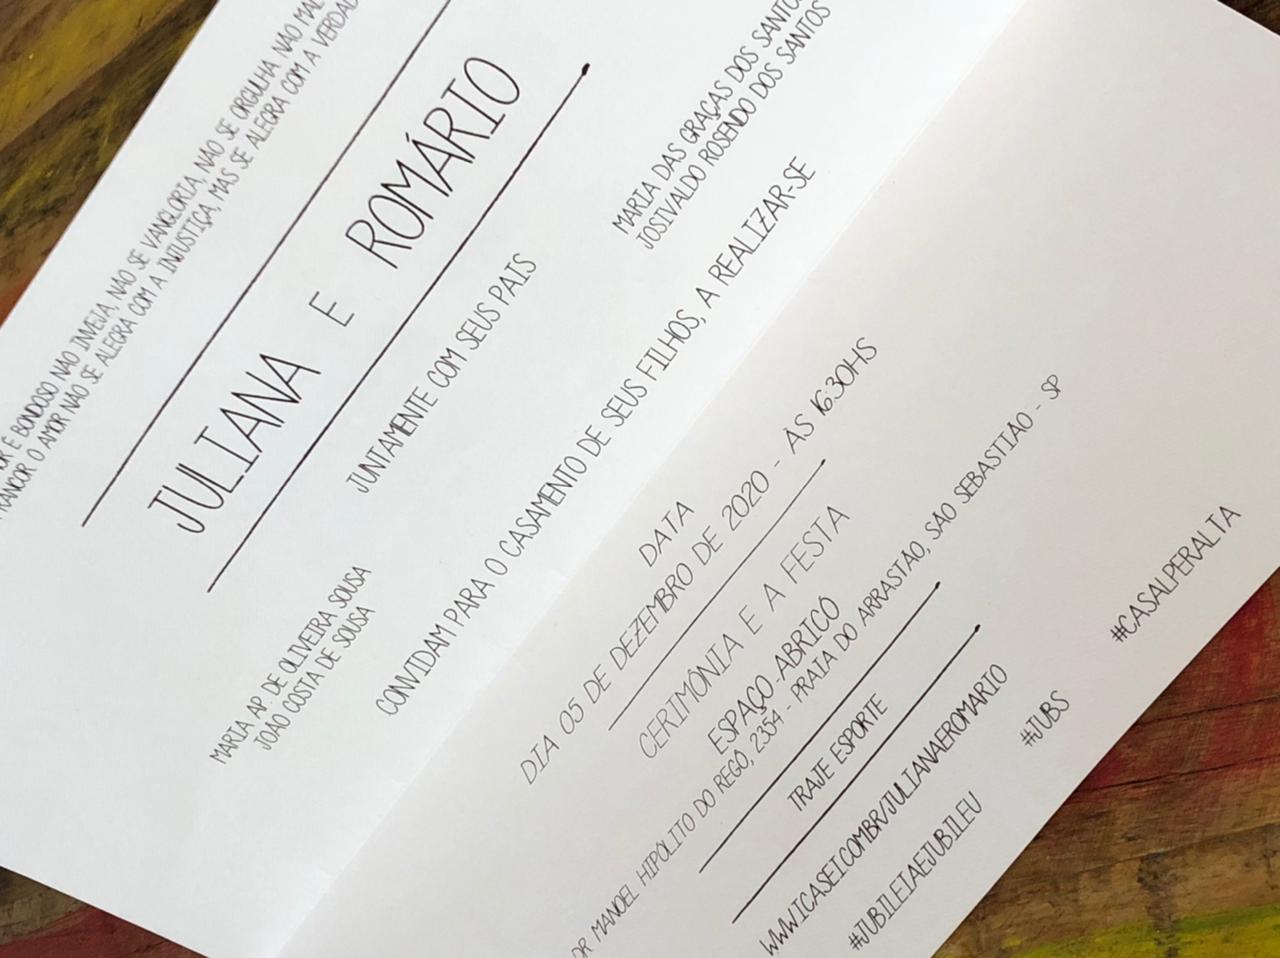 OR É BONDOSO NÃO INVEJA, NÃO SE VANGLORIA, NÃO SE ORGULHA. NÃO MAL
RANCOR O AMOR NÃO SE ALEGRA COM A INJUSTIÇA, MAS SE ALEGRA COM A VERDAD
JULIANA E ROMÁRIO
JUNTAMENTE COM SEUS PAIS
MARIA AP. DE OLIVEIRA SOUSA
JOÃO COSTA DE SOUSA
MARIA DAS GRAÇAS DOS SANTO
JOSIVALDO ROSENDO DOS SANTOS
CONVIDAM PARA O CASAMENTO DE SEUS FILHOS, A REALIZAR-SE
DATA
DIA 05 DE DEZEMBRO DE 2020 - ÀS 16:30HS
CERIMÔNIA E A FESTA
ESPAÇO ABRICÓ
DR MANOEL HIPÓLITO DO REGO, 2354 - PRAIA DO ARRASTÃO, SÃO SEBASTIÃO - SP
TRAJE ESPORTE
WWW.ICASEI.COM.BR/JULIANAEROMARIO
#JUBILEIAEJUBILEU
#JUBS
#CASALPERALTA